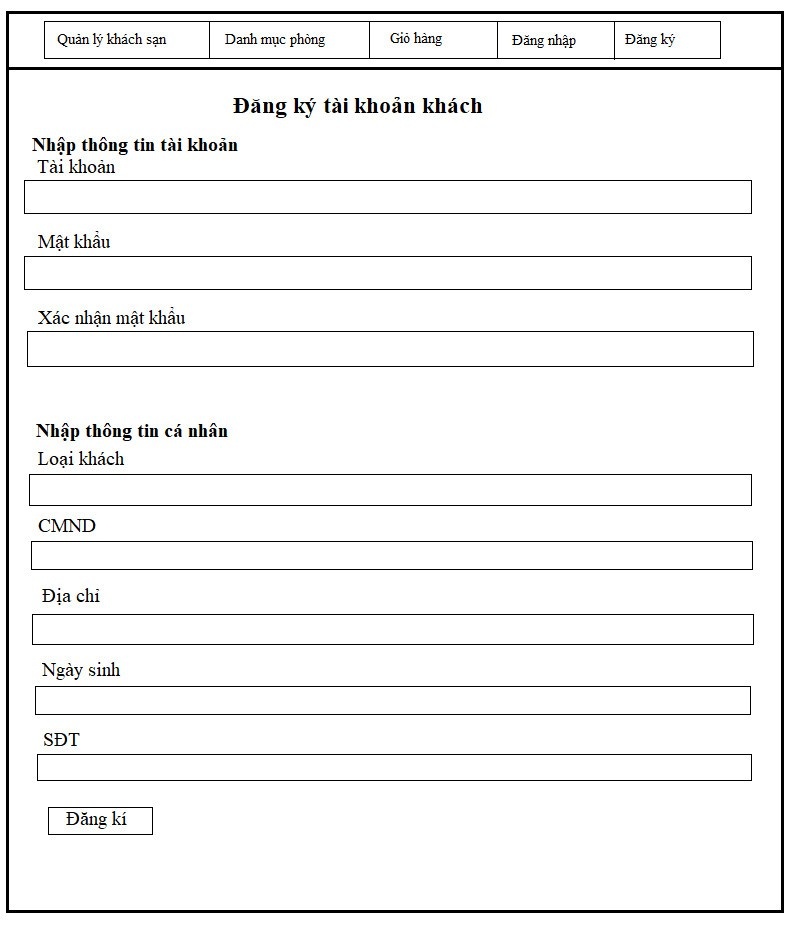 Quản lý khách sạn Danh mục phòng Giỏ hàng Đăng nhập Đăng ký
Đăng ký tài khoản khách
Nhập thông tin tài khoản
Tài khoản
Mật khẩu
Xác nhận mật khẩu
Nhập thông tin cá nhân
Loại khách
CMND
Địa chỉ
Ngày sinh
SĐT
Đăng kí